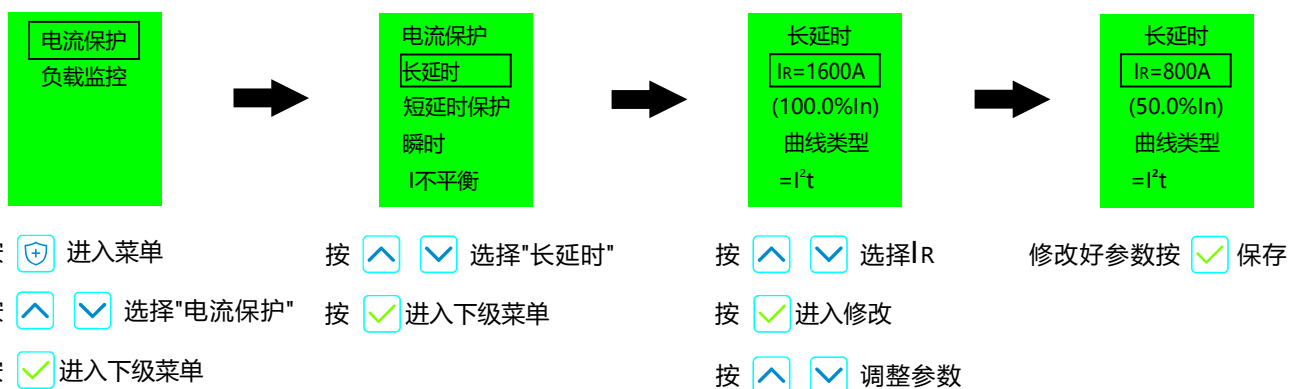 电流保护
负载监控
电流保护
长延时
短延时保护
瞬时
I不平衡
长延时
IR=1600A
(100.0%In)
曲线类型
=I²t
长延时
IR=800A
(50.0%In)
曲线类型
=I²t
进入菜单
选择"电流保护"
进入下级菜单
按 选择"长延时"
按 进入下级菜单
按 选择IR
按 进入修改
按 调整参数
修改好参数按 保存